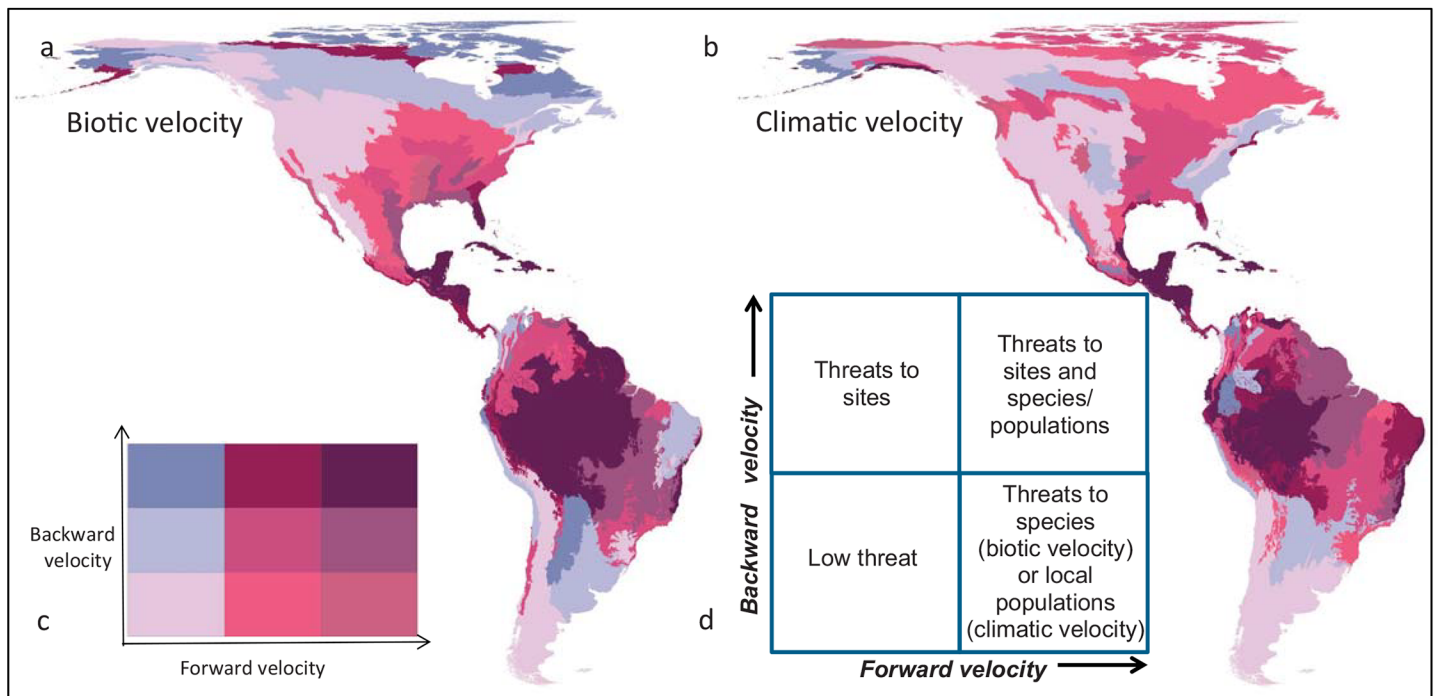 a
b
Biotic velocity
Climatic velocity
Backward
velocity
c
Forward velocity
Backward velocity
Threats to
sites
Threats to
sites and
species/
populations
Low threat
Threats to
species
(biotic velocity)
or local
populations
(climatic velocity)
d
Forward velocity